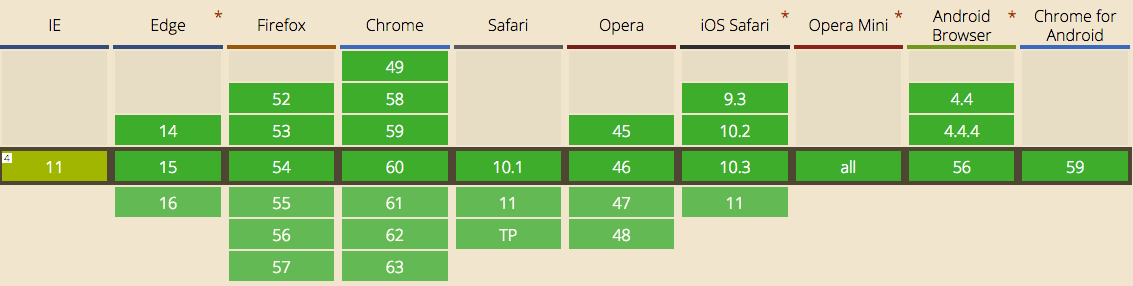 IE Edge * Firefox Chrome Safari Opera iOS Safari * Opera Mini * Android Browser * Chrome for Android
49
52 58 9.3 4.4
14 53 59 45 10.2 4.4.4
4 11 15 54 60 10.1 46 10.3 all 56 59
16 55 61 11 47 11
56 62 TP 48
57 63